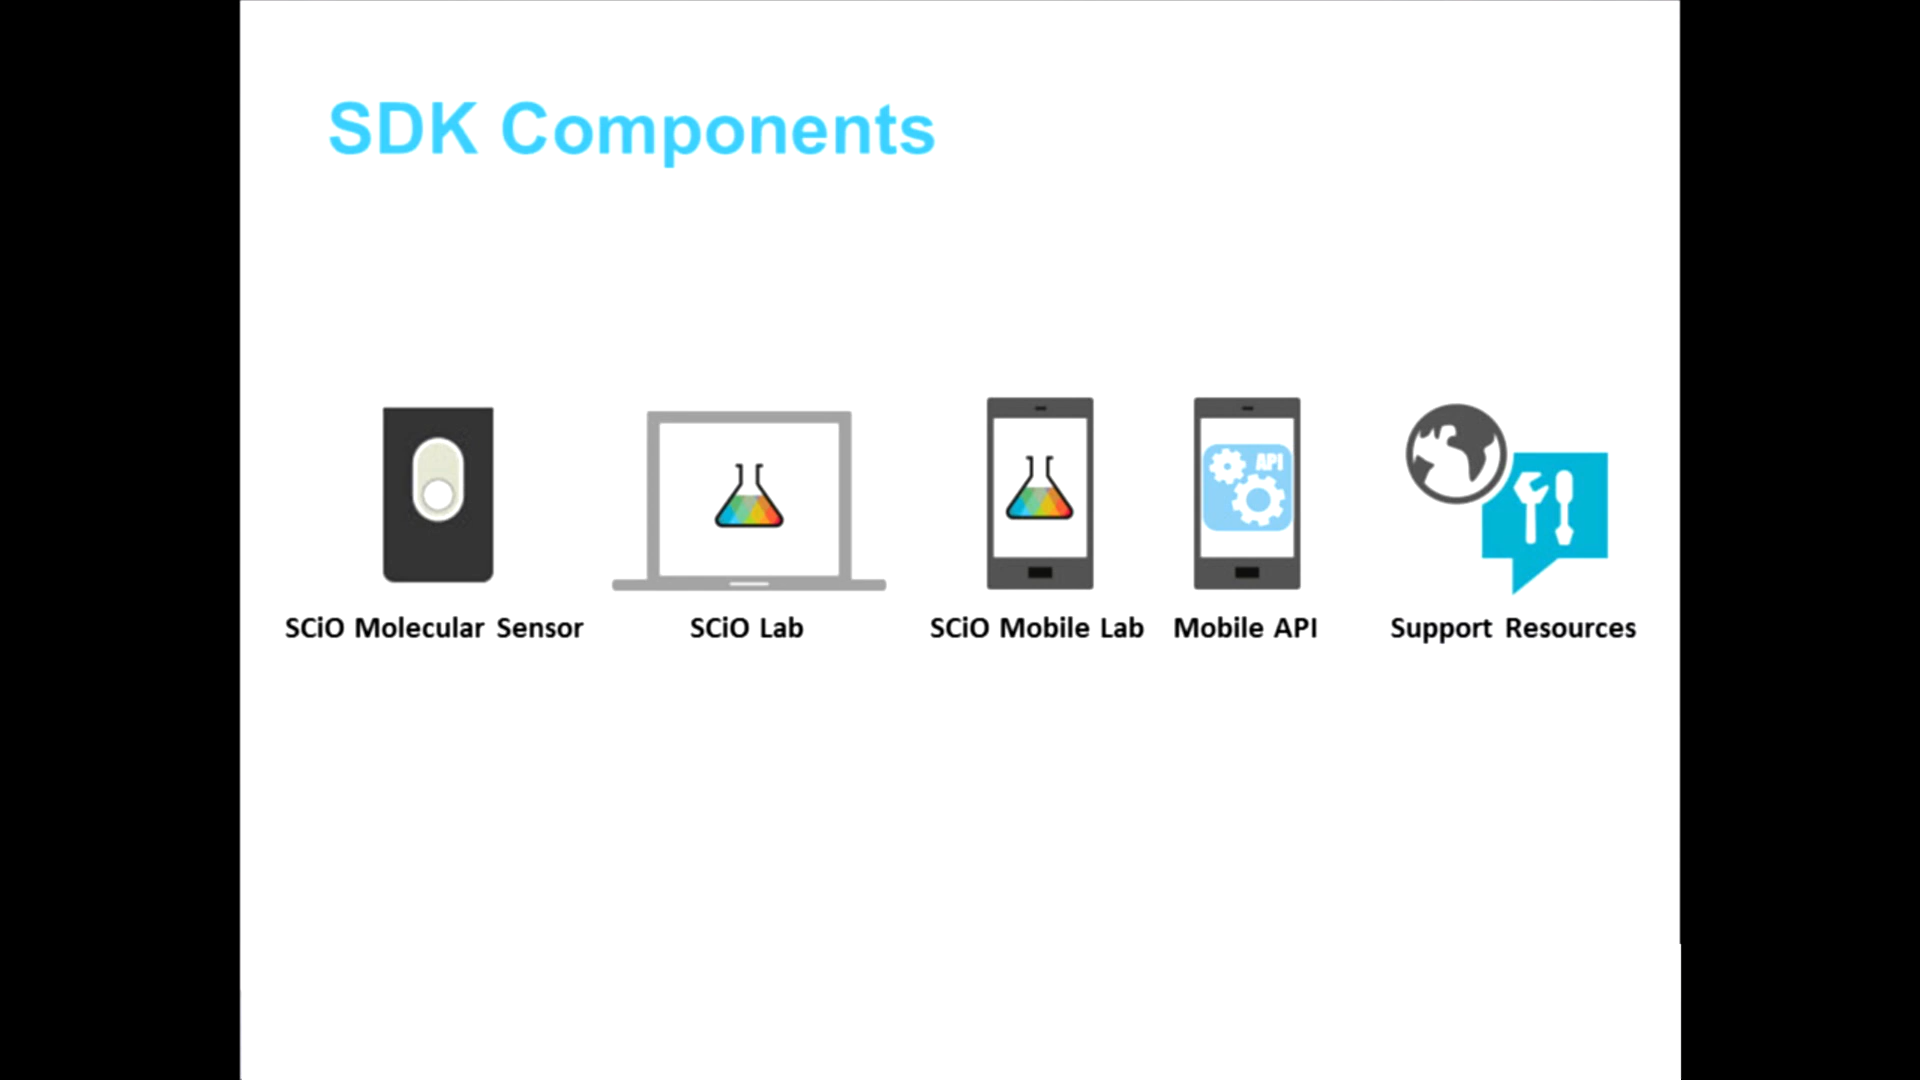 SDK Components
API
SCiO Molecular Sensor
SCiO Lab
SCiO Mobile Lab
Mobile API
Support Resources